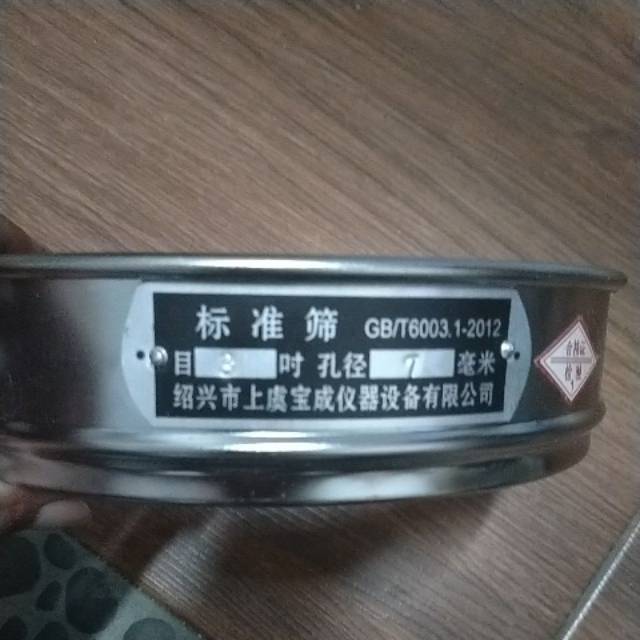 标准筛 GB/T6003.1-2012
目 3 吋 孔径 7 毫米
绍兴市上虞宝成仪器设备有限公司